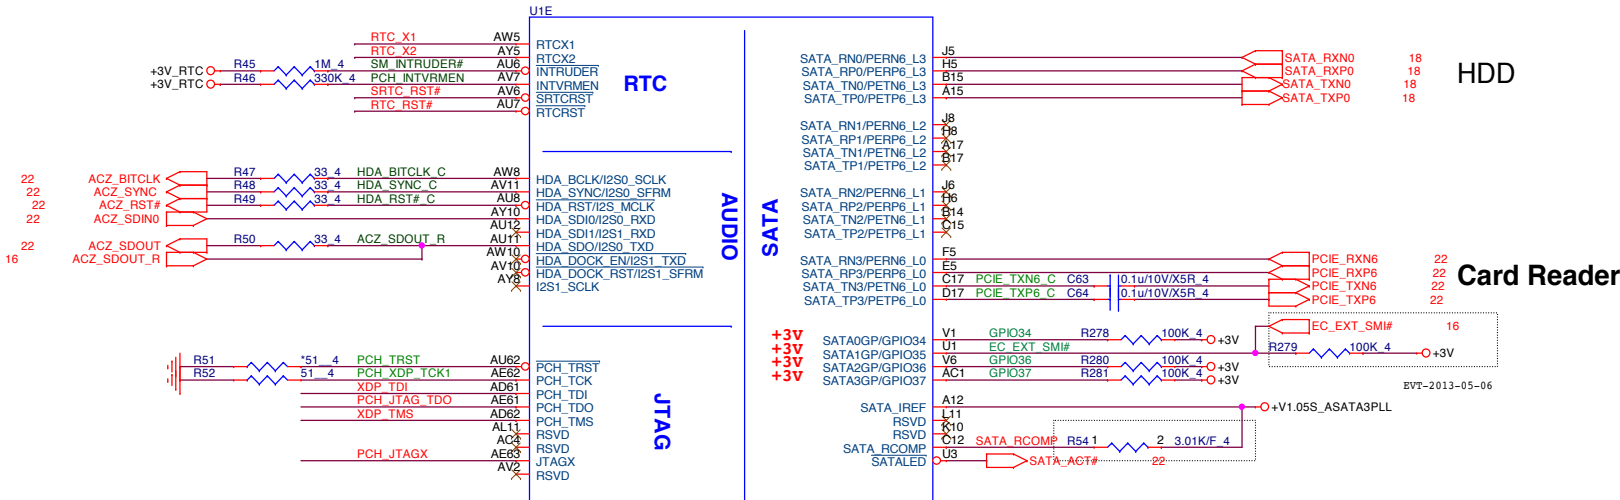 U1E
RTC_X1 AW5 RTCX1
RTC_X2 AY5 RTCX2
+3V_RTC R45 1M_4 SM_INTRUDER# AU6 INTRUDER
+3V_RTC R46 330K_4 PCH_INTVRMEN AV7 INTVRMEN
SRTC_RST# AV6 SRTCRST
RTC_RST# AU7 RTCRST
RTC
22 ACZ_BITCLK R47 33_4 HDA_BITCLK_C AW8 HDA_BCLK/I2S0_SCLK
22 ACZ_SYNC R48 33_4 HDA_SYNC_C AV11 HDA_SYNC/I2S0_SFRM
22 ACZ_RST# R49 33_4 HDA_RST#_C AU8 HDA_RST/I2S_MCLK
22 ACZ_SDIN0 AY10 HDA_SDI0/I2S0_RXD
AU12 HDA_SDI1/I2S1_RXD
22 ACZ_SDOUT R50 33_4 ACZ_SDOUT_R AU11 HDA_SDO/I2S0_TXD
16 ACZ_SDOUT_R AW10 HDA_DOCK_EN/I2S1_TXD
AV10 HDA_DOCK_RST/I2S1_SFRM
AY8 I2S1_SCLK
AUDIO
R51 *51__4 PCH_TRST AU62 PCH_TRST
R52 51__4 PCH_XDP_TCK1 AE62 PCH_TCK
XDP_TDI AD61 PCH_TDI
PCH_JTAG_TDO AE61 PCH_TDO
XDP_TMS AD62 PCH_TMS
AL11 RSVD
AC4 RSVD
PCH_JTAGX AE63 JTAGX
AV2 RSVD
JTAG
SATA
SATA_RN0/PERN6_L3 J5 SATA_RXN0 18
SATA_RP0/PERP6_L3 H5 SATA_RXP0 18
SATA_TN0/PETN6_L3 B15 SATA_TXN0 18
SATA_TP0/PETP6_L3 A15 SATA_TXP0 18
HDD
SATA_RN1/PERN6_L2 J8
SATA_RP1/PERP6_L2 H8
SATA_TN1/PETN6_L2 A17
SATA_TP1/PETP6_L2 B17
SATA_RN2/PERN6_L1 J6
SATA_RP2/PERP6_L1 H6
SATA_TN2/PETN6_L1 B14
SATA_TP2/PETP6_L1 C15
SATA_RN3/PERN6_L0 F5 PCIE_RXN6 22
SATA_RP3/PERP6_L0 E5 PCIE_RXP6 22
SATA_TN3/PETN6_L0 C17 PCIE_TXN6_C C63 0.1u/10V/X5R_4 PCIE_TXN6 22
SATA_TP3/PETP6_L0 D17 PCIE_TXP6_C C64 0.1u/10V/X5R_4 PCIE_TXP6 22
Card Reader
EC_EXT_SMI# 16
+3V SATA0GP/GPIO34 V1 GPIO34 R278 100K_4 +3V
+3V SATA1GP/GPIO35 U1 EC_EXT_SMI# R279 100K_4 +3V
+3V SATA2GP/GPIO36 V6 GPIO36 R280 100K_4 +3V
+3V SATA3GP/GPIO37 AC1 GPIO37 R281 100K_4 +3V
EVT-2013-05-06
SATA_IREF A12 +V1.05S_ASATA3PLL
RSVD L11
RSVD K10
SATA_RCOMP C12 SATA_RCOMP R54 1 2 3.01K/F_4
SATALED U3 SATA_ACT# 22